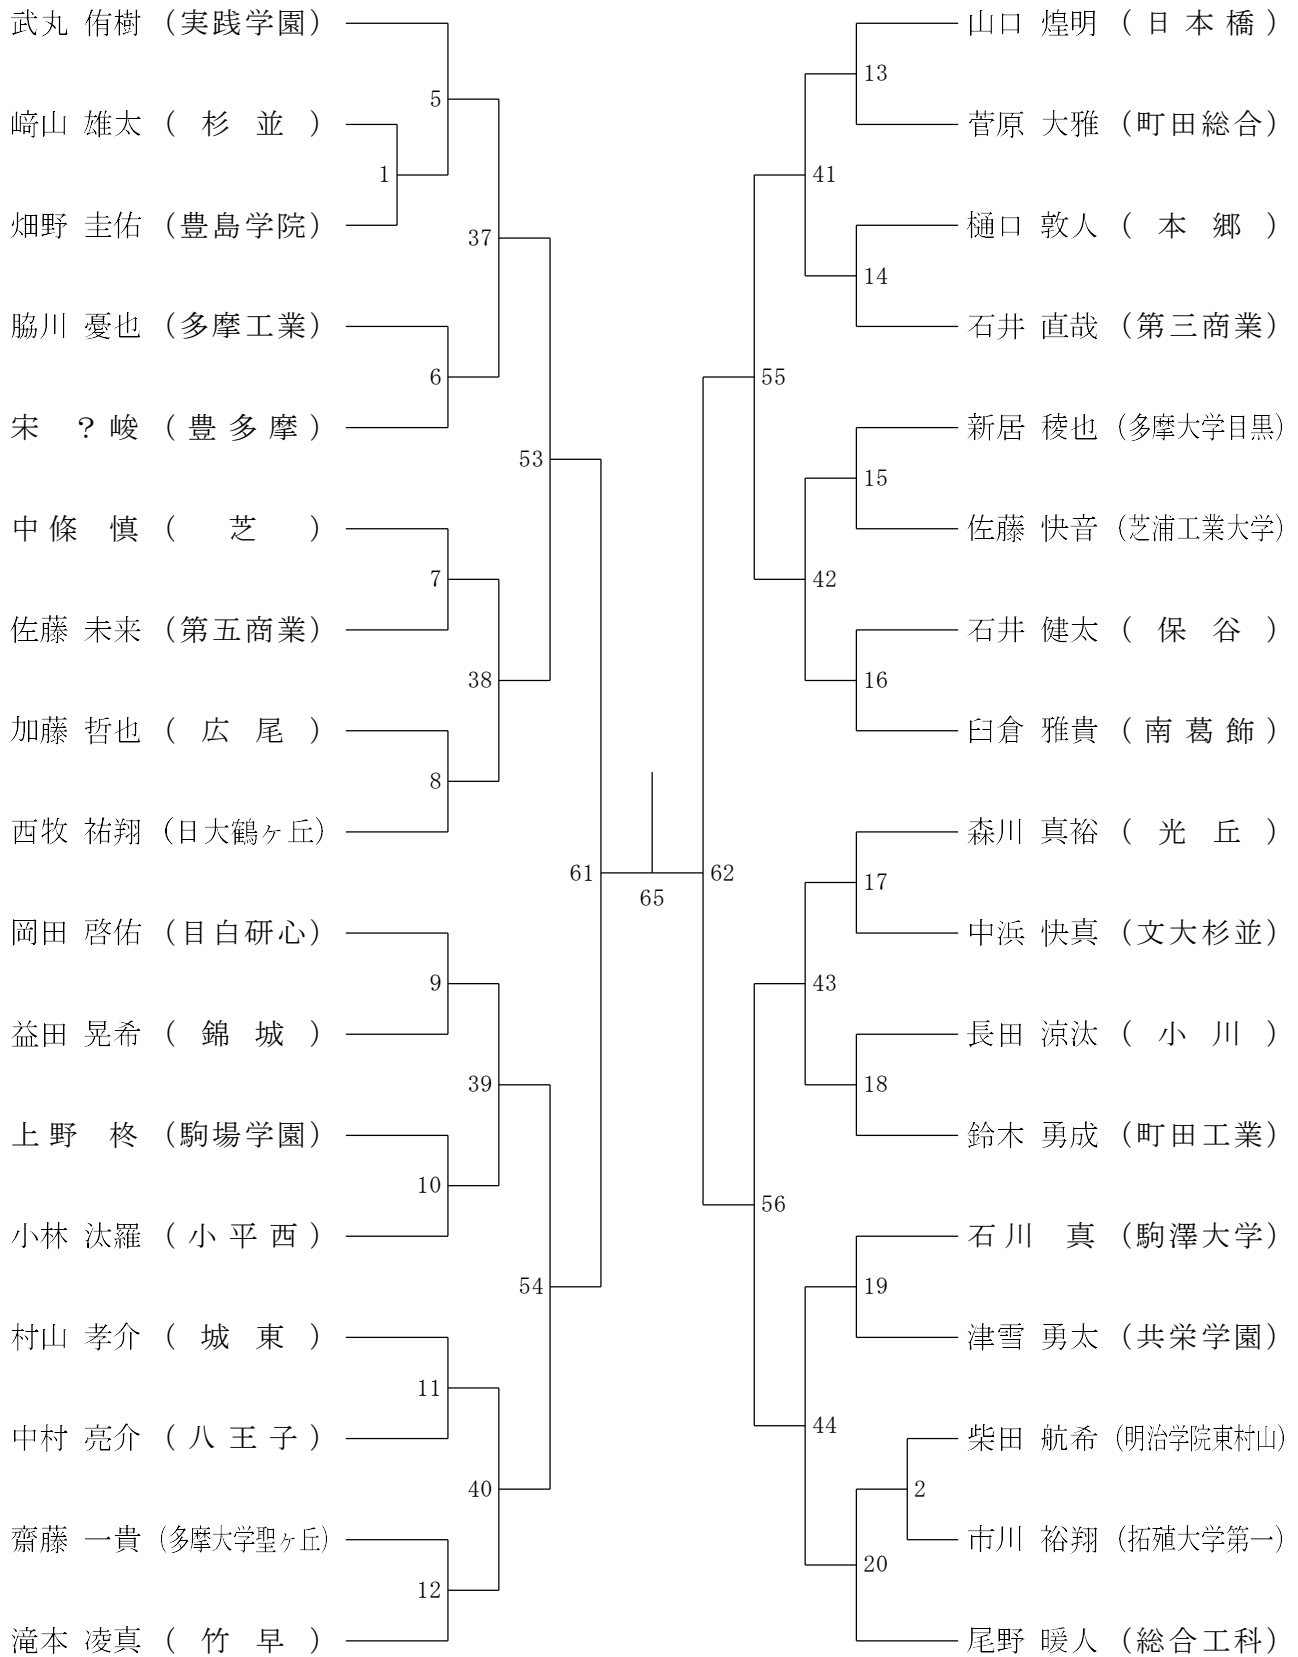 武丸 侑樹 (実践学園)
5
﨑山 雄太 ( 杉 並 )
1
畑野 圭佑 (豊島学院)
37
脇川 憂也 (多摩工業)
6
宋 ?峻 (豊多摩)
53
中條 慎 ( 芝 )
7
佐藤 未来 (第五商業)
38
加藤 哲也 ( 広 尾 )
8
西牧 祐翔 (日大鶴ヶ丘)
61
岡田 啓佑 (目白研心)
9
益田 晃希 ( 錦 城 )
39
上野 柊 (駒場学園)
10
小林 汰羅 (小平西)
54
村山 孝介 ( 城 東 )
11
中村 亮介 (八王子)
40
齋藤 一貴 (多摩大学聖ヶ丘)
12
滝本 凌真 ( 竹 早 )
65
山口 煌明 (日本橋)
13
菅原 大雅 (町田総合)
41
樋口 敦人 ( 本 郷 )
14
石井 直哉 (第三商業)
55
新居 稜也 (多摩大学目黒)
15
佐藤 快音 (芝浦工業大学)
42
石井 健太 ( 保 谷 )
16
臼倉 雅貴 (南葛飾)
62
森川 真裕 ( 光 丘 )
17
中浜 快真 (文大杉並)
43
長田 涼汰 ( 小 川 )
18
鈴木 勇成 (町田工業)
56
石川 真 (駒澤大学)
19
津雪 勇太 (共栄学園)
44
柴田 航希 (明治学院東村山)
2
市川 裕翔 (拓殖大学第一)
20
尾野 暖人 (総合工科)